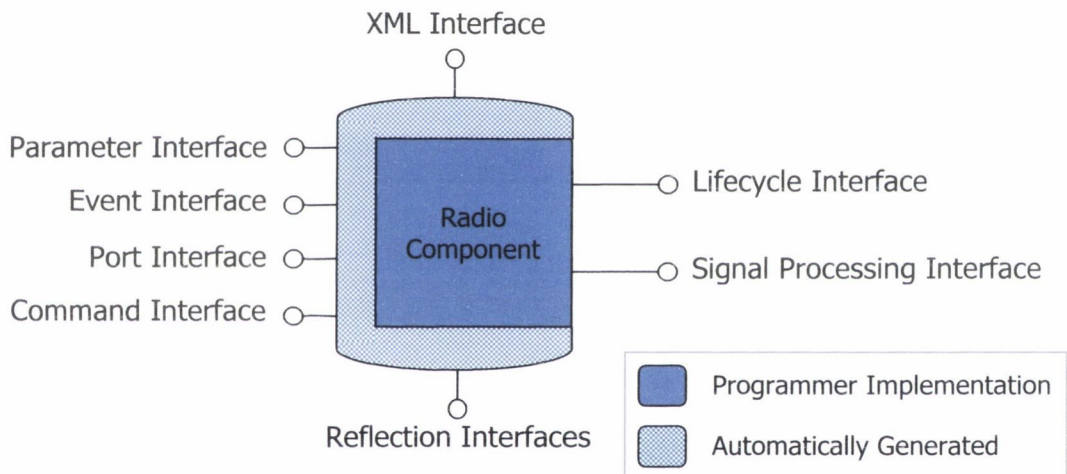 XML Interface
Parameter Interface
Event Interface
Port Interface
Command Interface
Radio
Component
Lifecycle Interface
Signal Processing Interface
Reflection Interfaces
Programmer Implementation
Automatically Generated